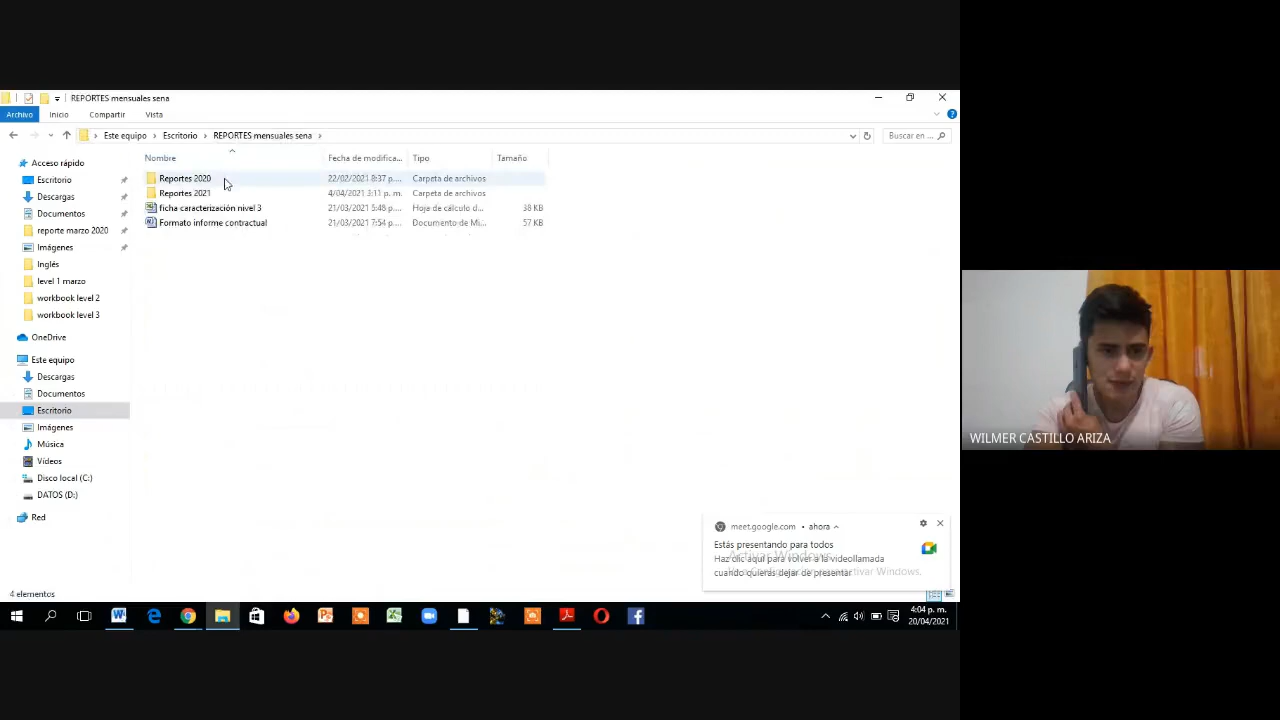 REPORTES mensuales sena
Archivo Inicio Compartir Vista
Este equipo Escritorio REPORTES mensuales sena
Buscar en ...
Nombre Fecha de modifica... Tipo Tamaño
Reportes 2020 22/02/2021 8:37 p.... Carpeta de archivos
Reportes 2021 4/04/2021 3:11 p. m. Carpeta de archivos
ficha caracterización nivel 3 21/03/2021 5:48 p.... Hoja de cálculo d... 38 KB
Formato informe contractual 21/03/2021 7:54 p.... Documento de Mi... 57 KB
Acceso rápido
Escritorio
Descargas
Documentos
reporte marzo 2020
Imágenes
Inglés
level 1 marzo
workbook level 2
workbook level 3
OneDrive
Este equipo
Descargas
Documentos
Escritorio
Imágenes
Música
Vídeos
Disco local (C:)
DATOS (D:)
Red
WILMER CASTILLO ARIZA
meet.google.com • ahora
Estás presentando para todos
Haz clic aquí para volver a la videollamada
cuando quieras dejar de presentar
Activar Windows
activar Windows.
4 elementos
4:04 p. m.
20/04/2021